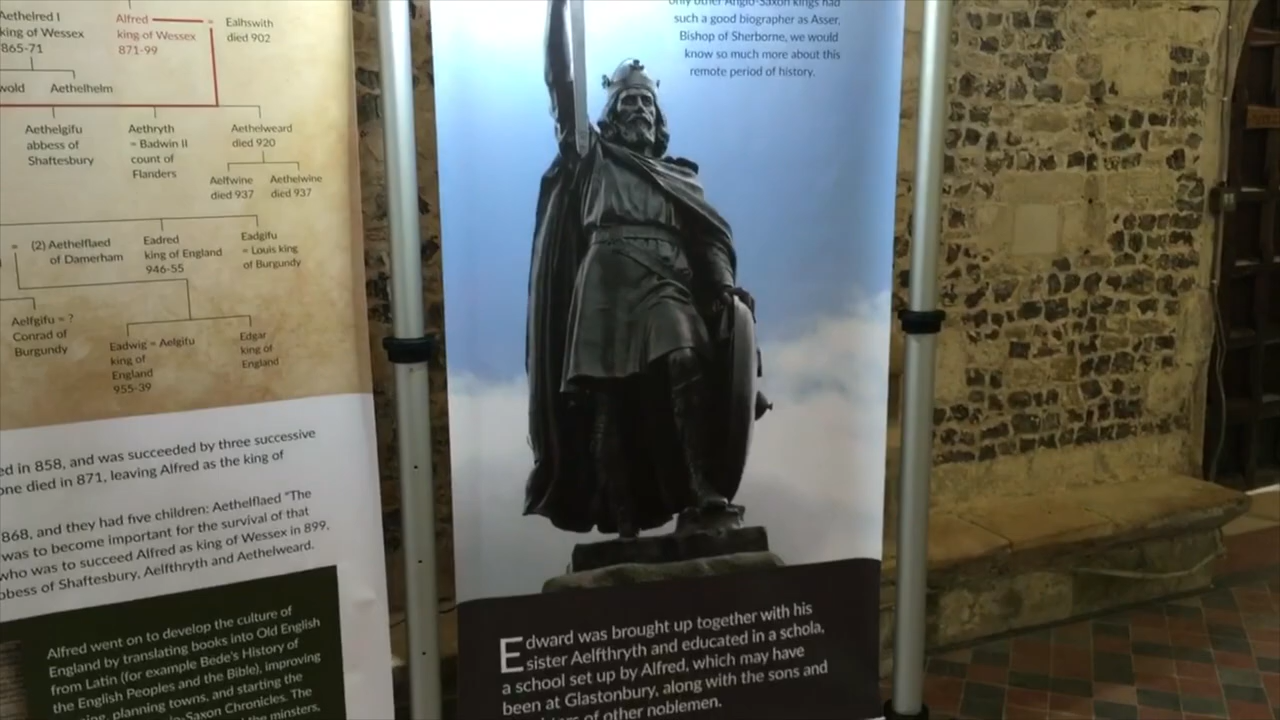 Aethelred I
king of Wessex
865-71
Alfred
king of Wessex
871-99
=
Ealhswith
died 902
wold
Aethelhelm
Aethelgifu
abbess of
Shaftesbury
Aethryth
= Badwin II
count of
Flanders
Aethelweard
died 920
Aelfwine
died 937
Aethelwine
died 937
= (2) Aethelflaed
of Damerham
Eadred
king of England
946-55
Eadgifu
= Louis king
of Burgundy
Aelfgifu = ?
Conrad of
Burgundy
Eadwig = Aelgifu
king of
England
955-39
Edgar
king of
England
ed in 858, and was succeeded by three successive
one died in 871, leaving Alfred as the king of
868, and they had five children: Aethelflaed "The
was to become important for the survival of that
who was to succeed Alfred as king of Wessex in 899,
bbess of Shaftesbury, Aelfthryth and Aethelweard.
Alfred went on to develop the culture of
England by translating books into Old English
from Latin (for example Bede's History of
the English Peoples and the Bible), improving
planning towns, and starting the
Saxon Chronicles. The
minsters,
only other Anglo-Saxon kings had
such a good biographer as Asser,
Bishop of Sherborne, we would
know so much more about this
remote period of history.
Edward was brought up together with his
sister Aelfthryth and educated in a schola,
a school set up by Alfred, which may have
been at Glastonbury, along with the sons and
of other noblemen.